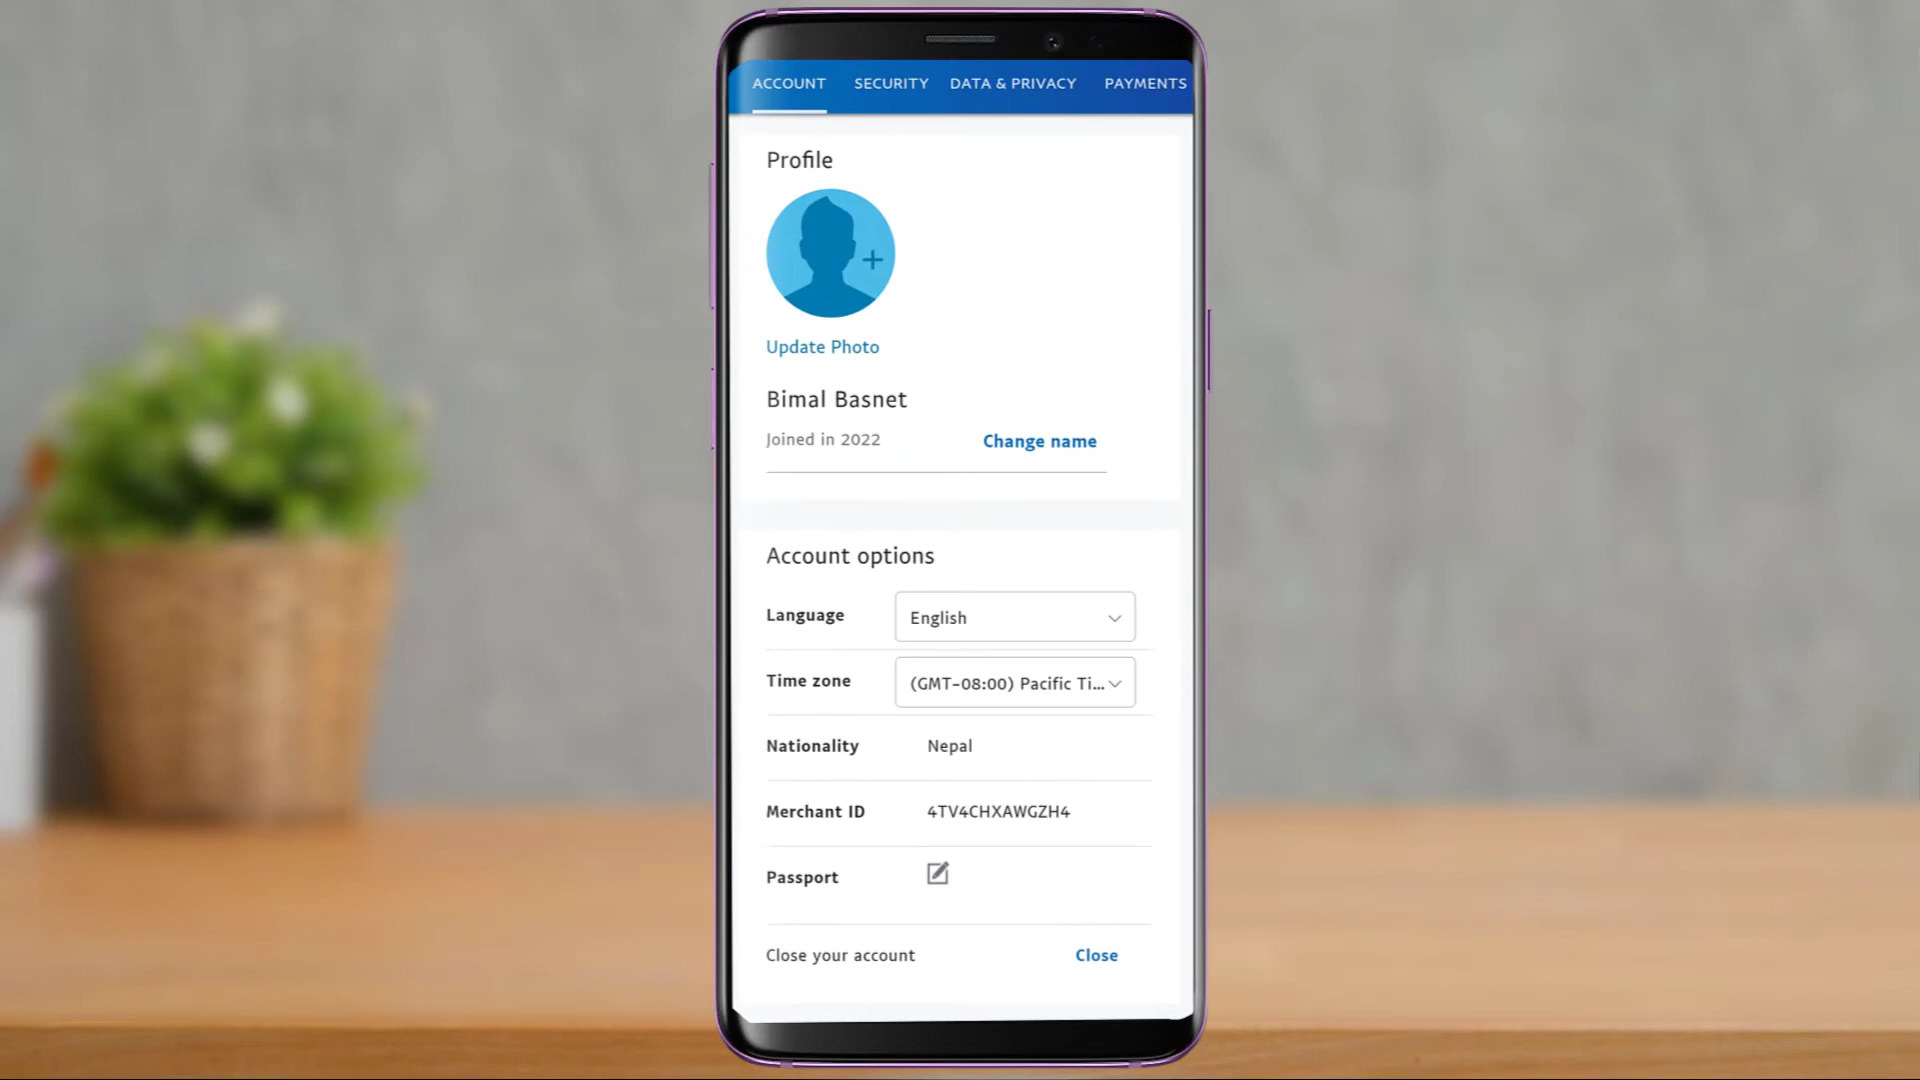 ACCOUNT SECURITY DATA & PRIVACY PAYMENTS
Profile
Update Photo
Bimal Basnet
Joined in 2022
Change name
Account options
Language English
Time zone (GMT-08:00) Pacific Ti...
Nationality Nepal
Merchant ID 4TV4CHXAWGZH4
Passport
Close your account Close